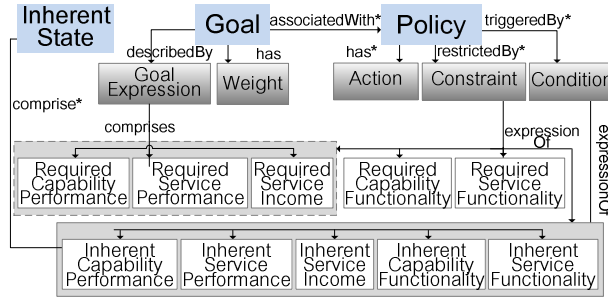 Inherent
State
Goal
associatedWith*
Policy
triggeredBy*
describedBy
has
has*
restrictedBy*
Goal
Expression
Weight
Action
Constraint
Condition
comprise*
comprises
expression
Of
expressionOf
Required
Capability
Performance
Required
Service
Performance
Required
Service
Income
Required
Capability
Functionality
Required
Service
Functionality
Inherent
Capability
Performance
Inherent
Service
Performance
Inherent
Service
Income
Inherent
Capability
Functionality
Inherent
Service
Functionality